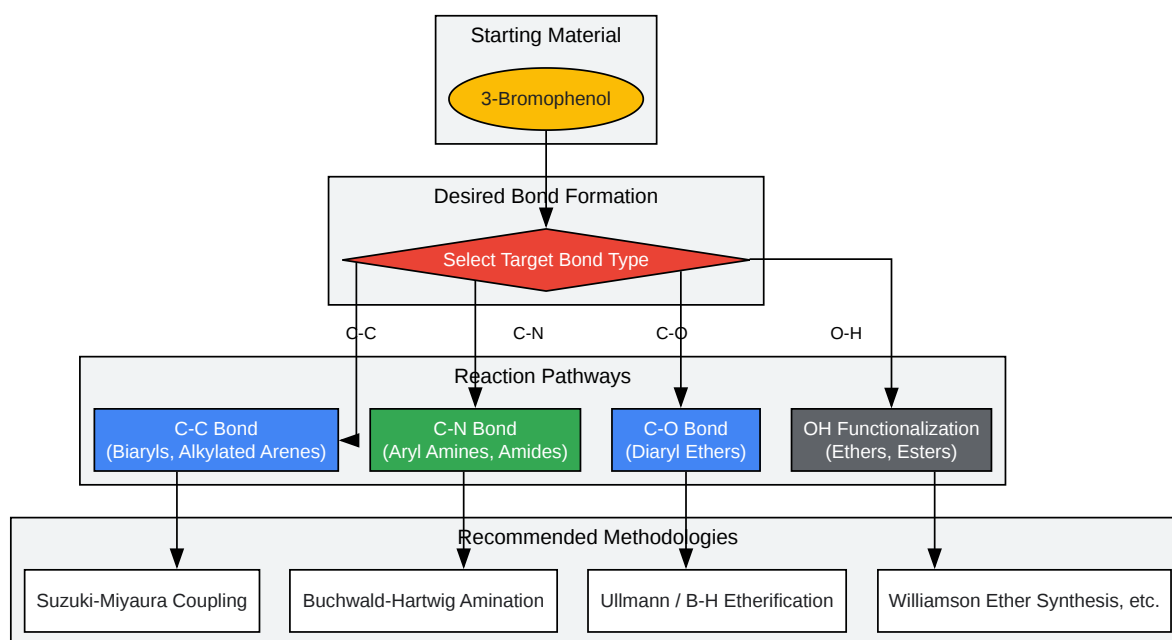 Starting Material
3-Bromophenol
Desired Bond Formation
Select Target Bond Type
C-C
C-N
C-O
O-H
Reaction Pathways
C-C Bond
(Biaryls, Alkylated Arenes)
C-N Bond
(Aryl Amines, Amides)
C-O Bond
(Diaryl Ethers)
OH Functionalization
(Ethers, Esters)
Recommended Methodologies
Suzuki-Miyaura Coupling
Buchwald-Hartwig Amination
Ullmann / B-H Etherification
Williamson Ether Synthesis, etc.